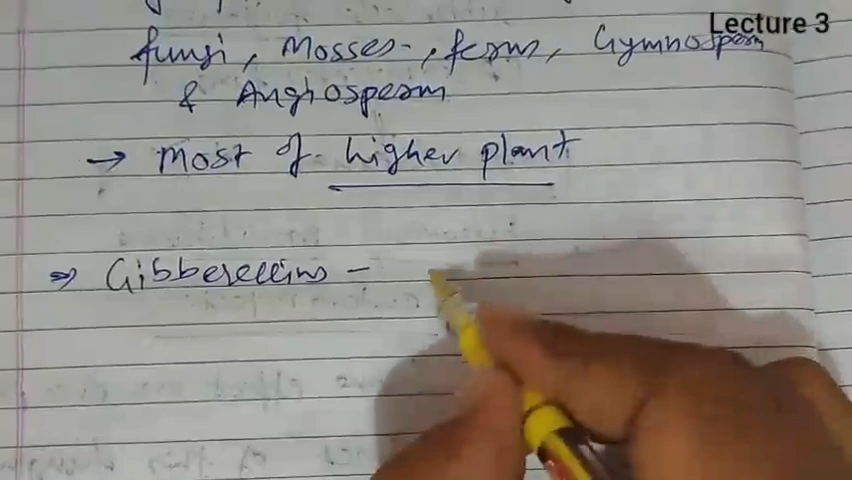 Lecture 3
fungi, Mosses, ferns, Gymnosperm
& Angiosperm
→ Most of higher plant
⇒ Gibberellins -